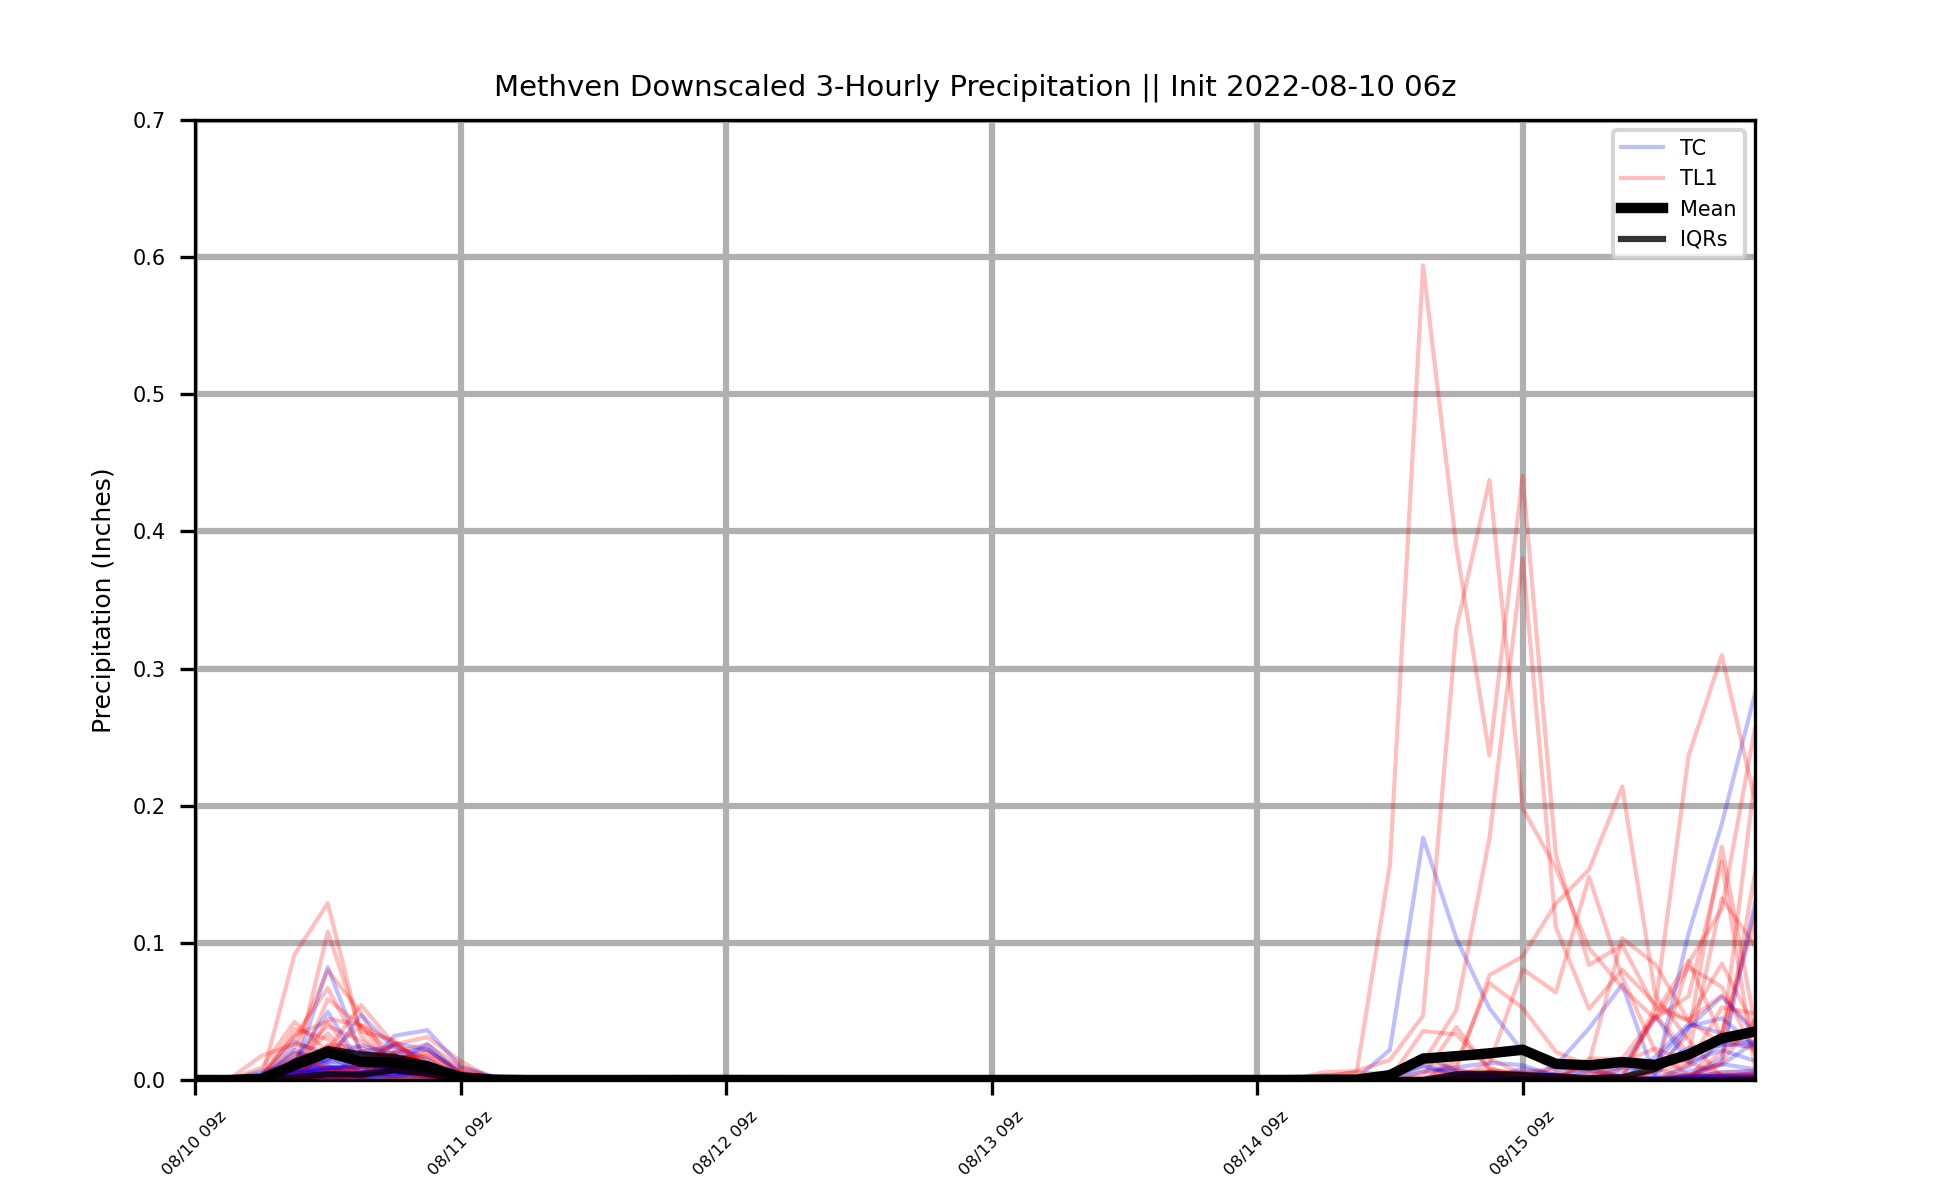 Methven Downscaled 3-Hourly Precipitation || Init 2022-08-10 06z
Precipitation (Inches)
0.7
0.6
0.5
0.4
0.3
0.2
0.1
0.0
TC
TL1
Mean
IQRs
08/10 09z
08/11 09z
08/12 09z
08/13 09z
08/14 09z
08/15 09z